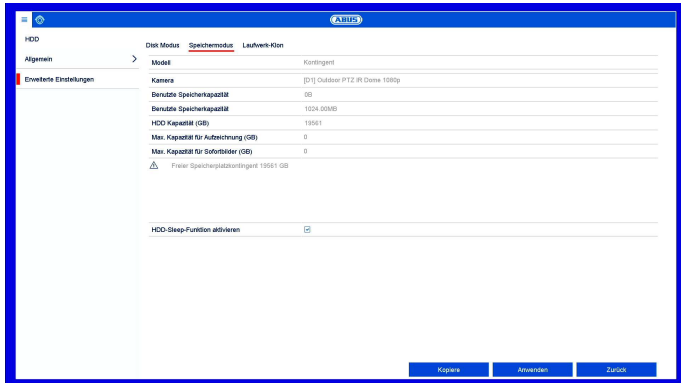 ABUS
HDD
Disk Modus Speichermodus Laufwerk-Klon
Allgemein
Erweiterte Einstellungen
Modell Kontingent
Kamera [D1] Outdoor PTZ IR Dome 1080p
Benutzte Speicherkapazität 0B
Benutzte Speicherkapazität 1024.00MB
HDD Kapazität (GB) 19561
Max. Kapazität für Aufzeichnung (GB) 0
Max. Kapazität für Sofortbilder (GB) 0
Freier Speicherplatzkontingent 19561 GB
HDD-Sleep-Funktion aktivieren
Kopiere Anwenden Zurück